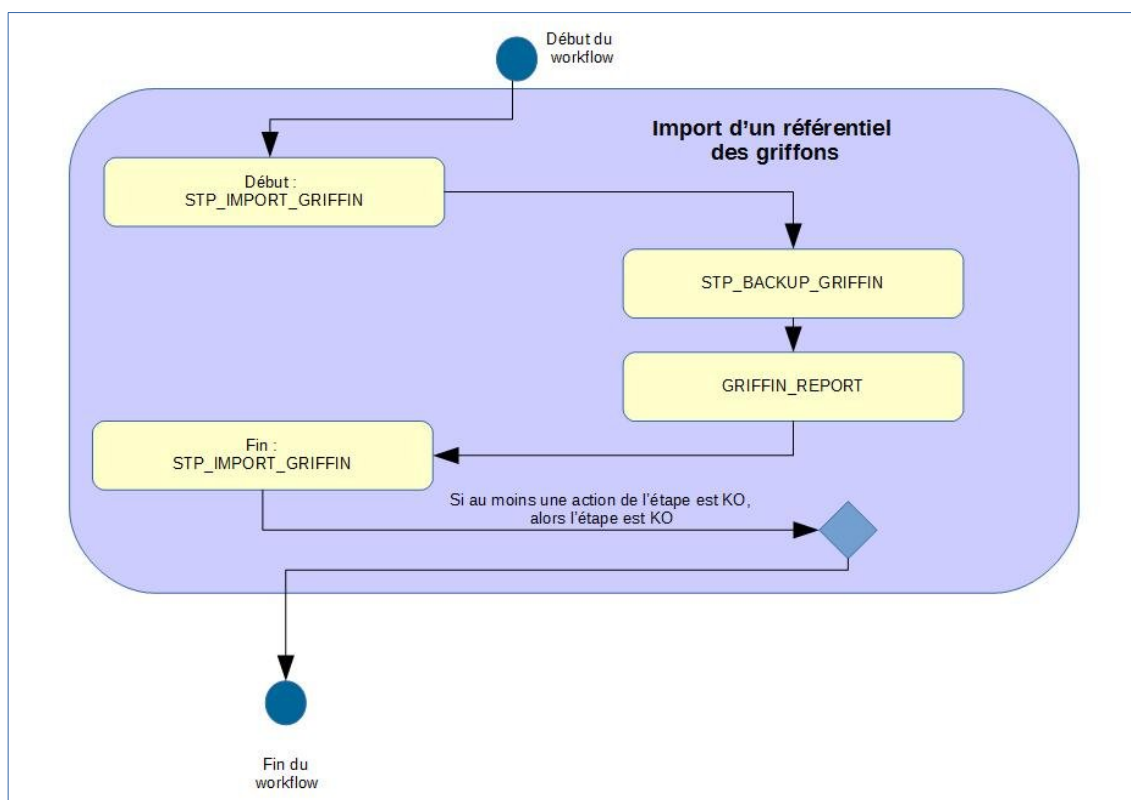 Début du
workflow
Import d’un référentiel
des griffons
Début :
STP_IMPORT_GRIFFIN
STP_BACKUP_GRIFFIN
GRIFFIN_REPORT
Fin :
STP_IMPORT_GRIFFIN
Si au moins une action de l’étape est KO,
alors l’étape est KO
Fin du
workflow